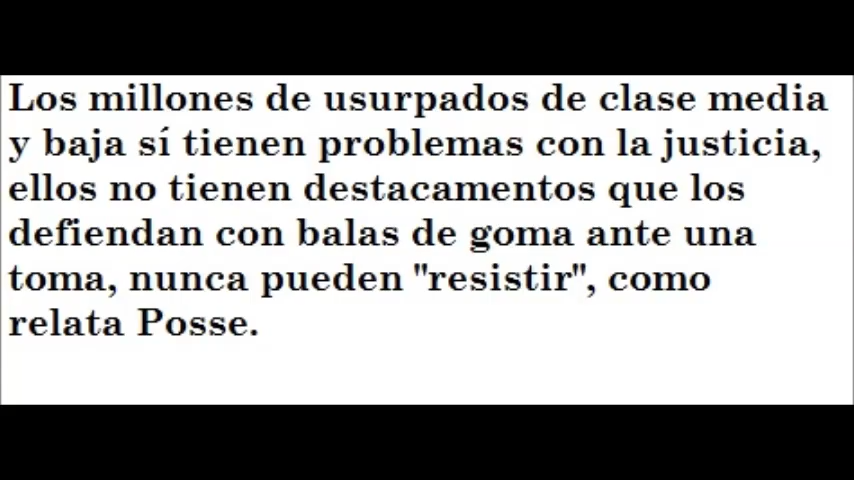 Los millones de usurpados de clase media
y baja sí tienen problemas con la justicia,
ellos no tienen destacamentos que los
defiendan con balas de goma ante una
toma, nunca pueden "resistir", como
relata Posse.